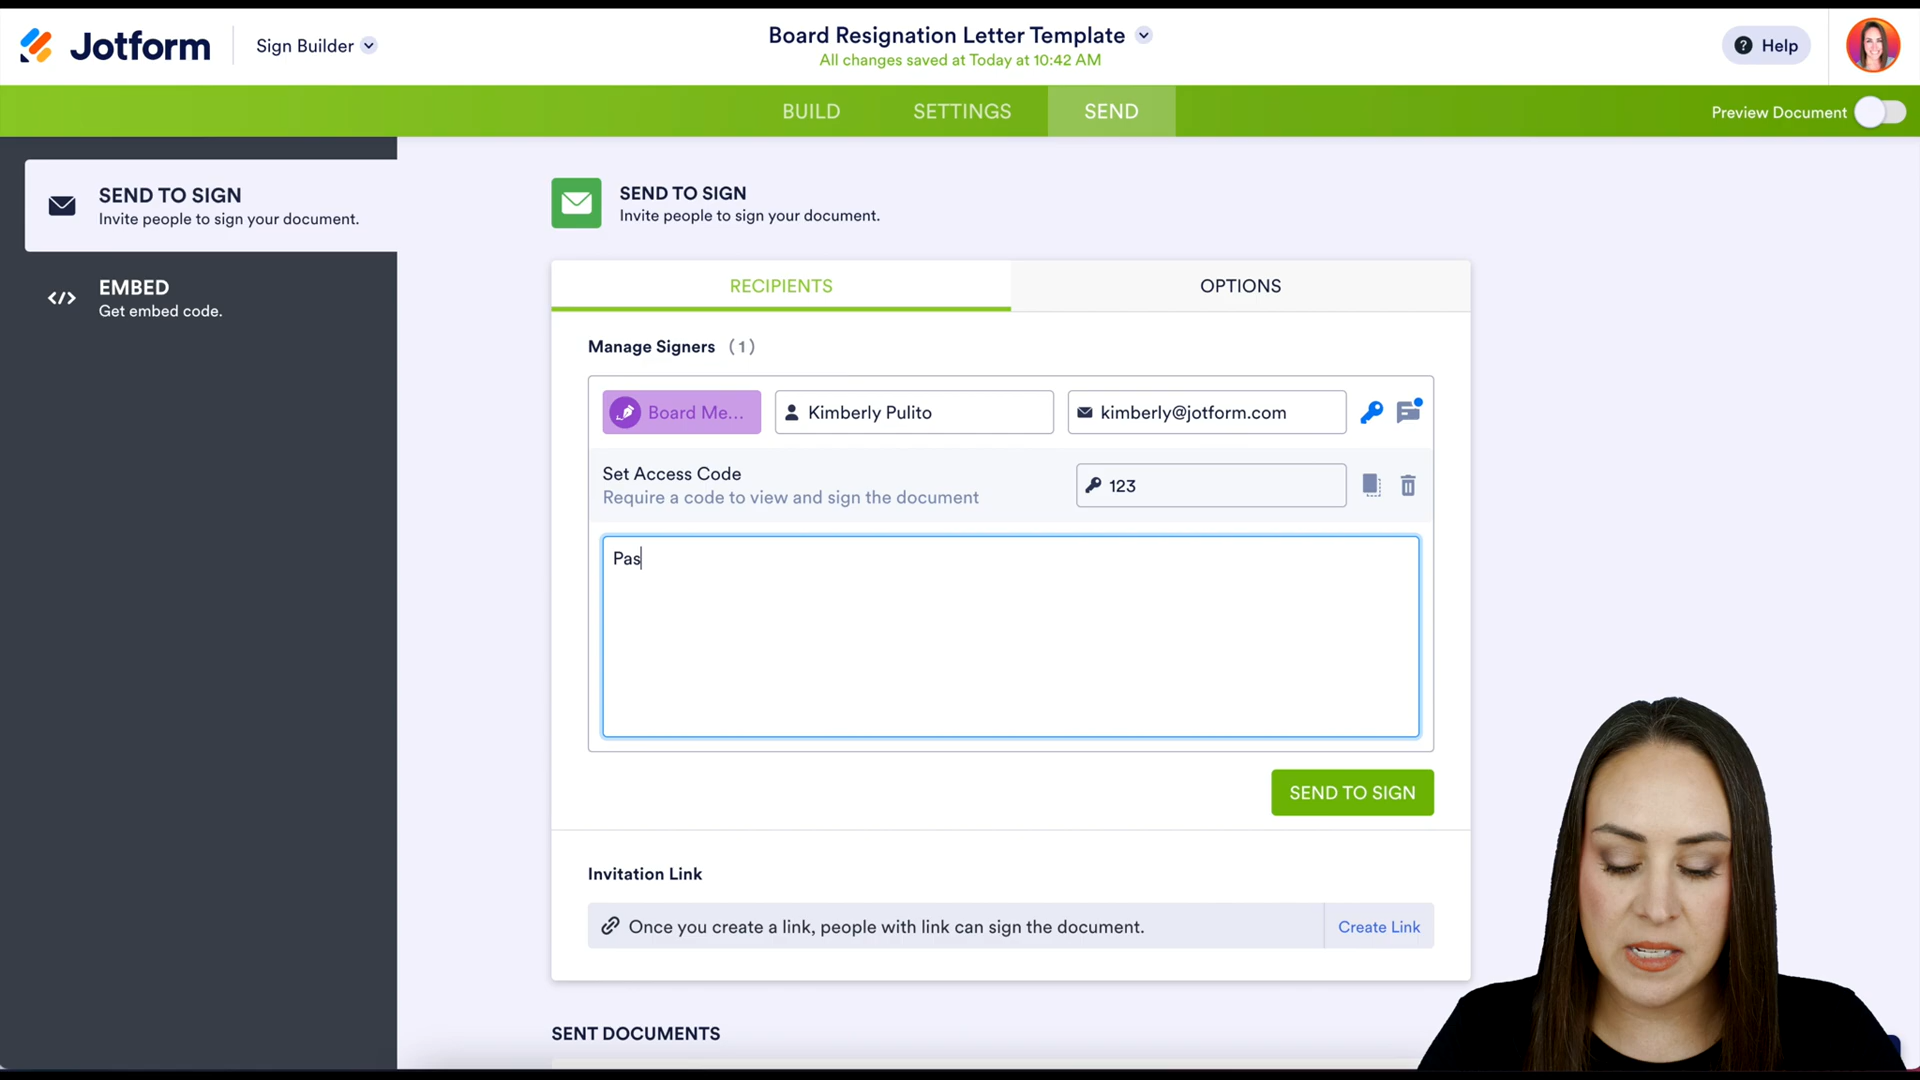 Jotform
Sign Builder
Board Resignation Letter Template
All changes saved at Today at 10:42 AM
Help
BUILD
SETTINGS
SEND
Preview Document
SEND TO SIGN
Invite people to sign your document.
EMBED
Get embed code.
SEND TO SIGN
Invite people to sign your document.
RECIPIENTS
OPTIONS
Manage Signers (1)
Board Me...
Kimberly Pulito
kimberly@jotform.com
Set Access Code
Require a code to view and sign the document
123
Pas
SEND TO SIGN
Invitation Link
Once you create a link, people with link can sign the document.
Create Link
SENT DOCUMENTS